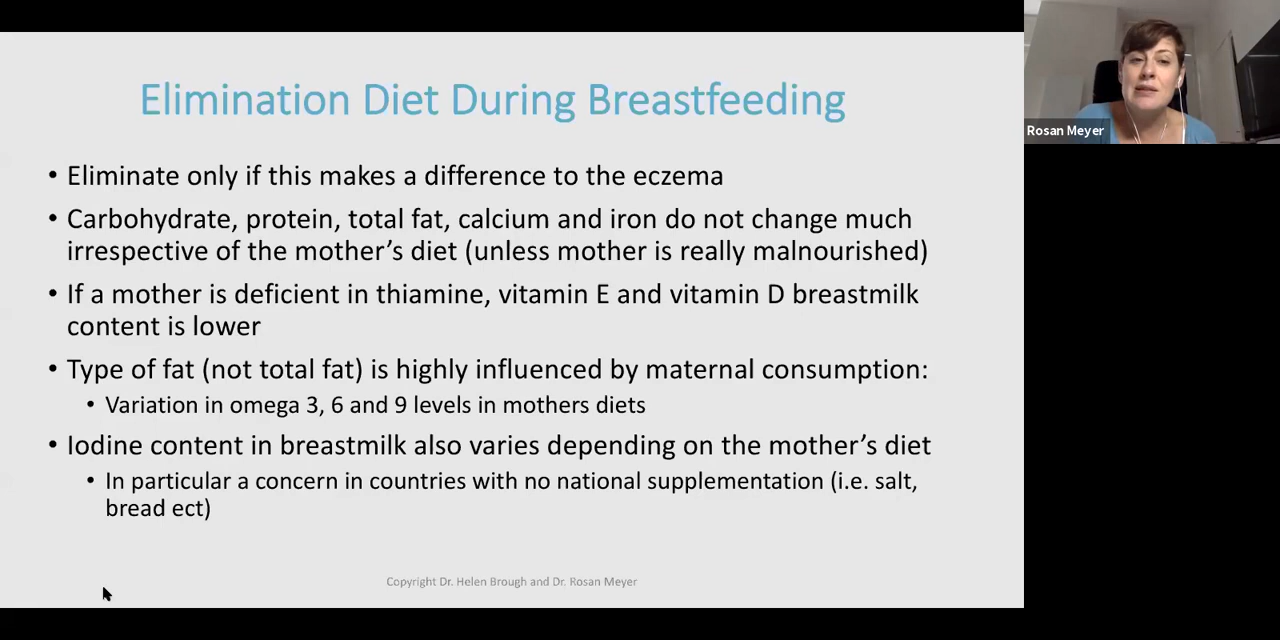 Elimination Diet During Breastfeeding
Rosan Meyer
• Eliminate only if this makes a difference to the eczema
• Carbohydrate, protein, total fat, calcium and iron do not change much
irrespective of the mother’s diet (unless mother is really malnourished)
• If a mother is deficient in thiamine, vitamin E and vitamin D breastmilk
content is lower
• Type of fat (not total fat) is highly influenced by maternal consumption:
• Variation in omega 3, 6 and 9 levels in mothers diets
• Iodine content in breastmilk also varies depending on the mother’s diet
• In particular a concern in countries with no national supplementation (i.e. salt,
bread ect)
Copyright Dr. Helen Brough and Dr. Rosan Meyer